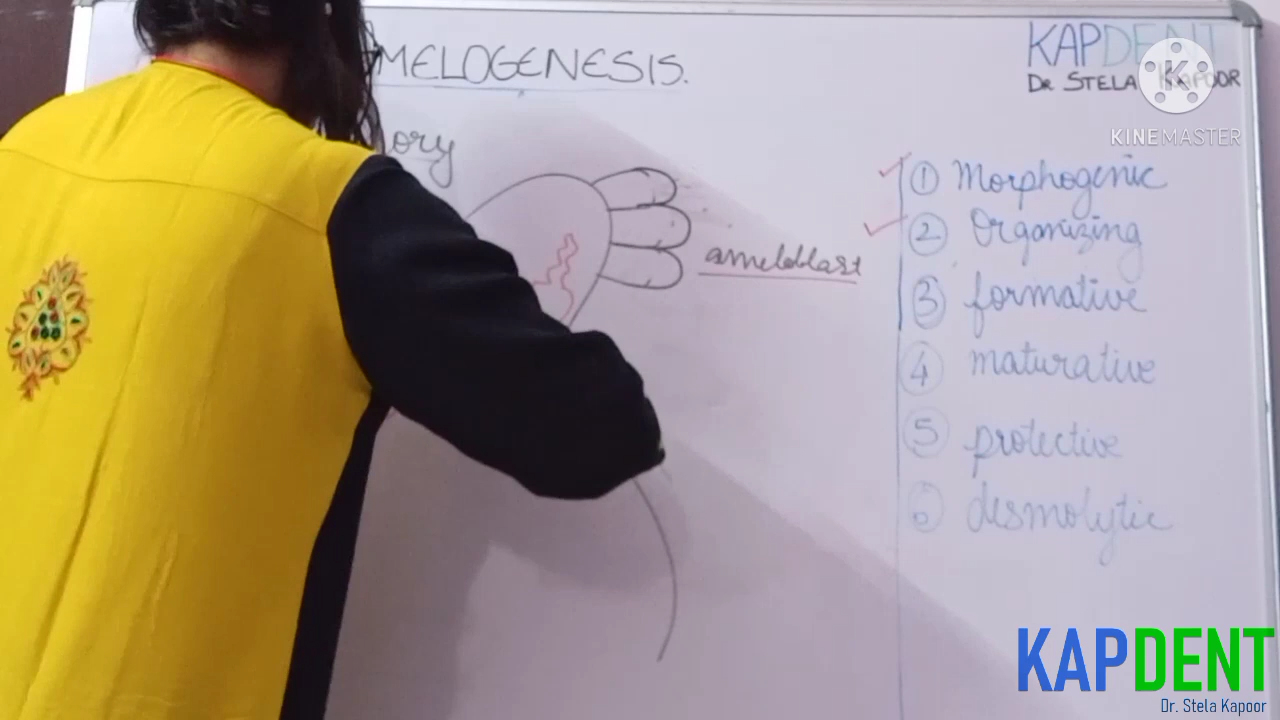 MELOGENESIS.
KAPDENT
DR STELA KAPOOR
KINEMASTER
ory
ameloblast
① Morphogenic
② Organizing
③ formative
④ maturative
⑤ protective
⑥ desmolytic
KAPDENT
Dr. Stela Kapoor